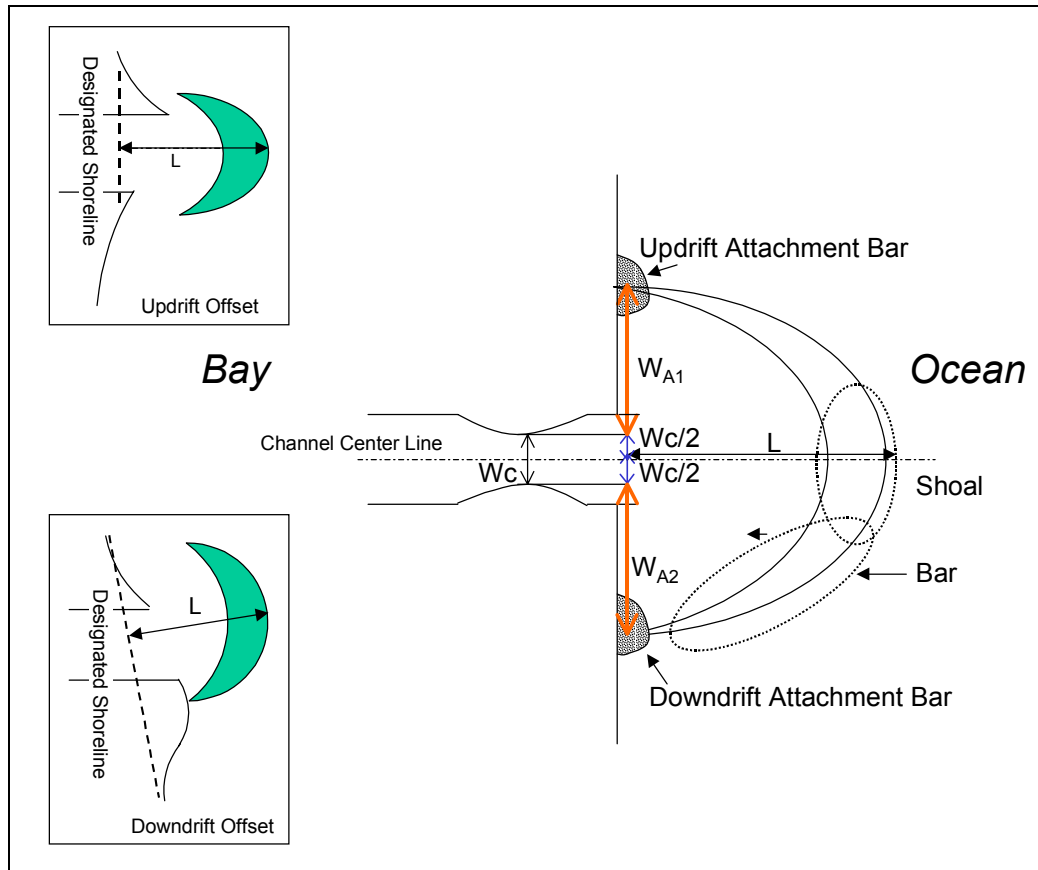 Designated Shoreline
L
Updrift Offset
Bay
Ocean
Updrift Attachment Bar
WA1
Channel Center Line
Wc
Wc/2
Wc/2
L
Shoal
WA2
Bar
Downdrift Attachment Bar
Designated Shoreline
L
Downdrift Offset